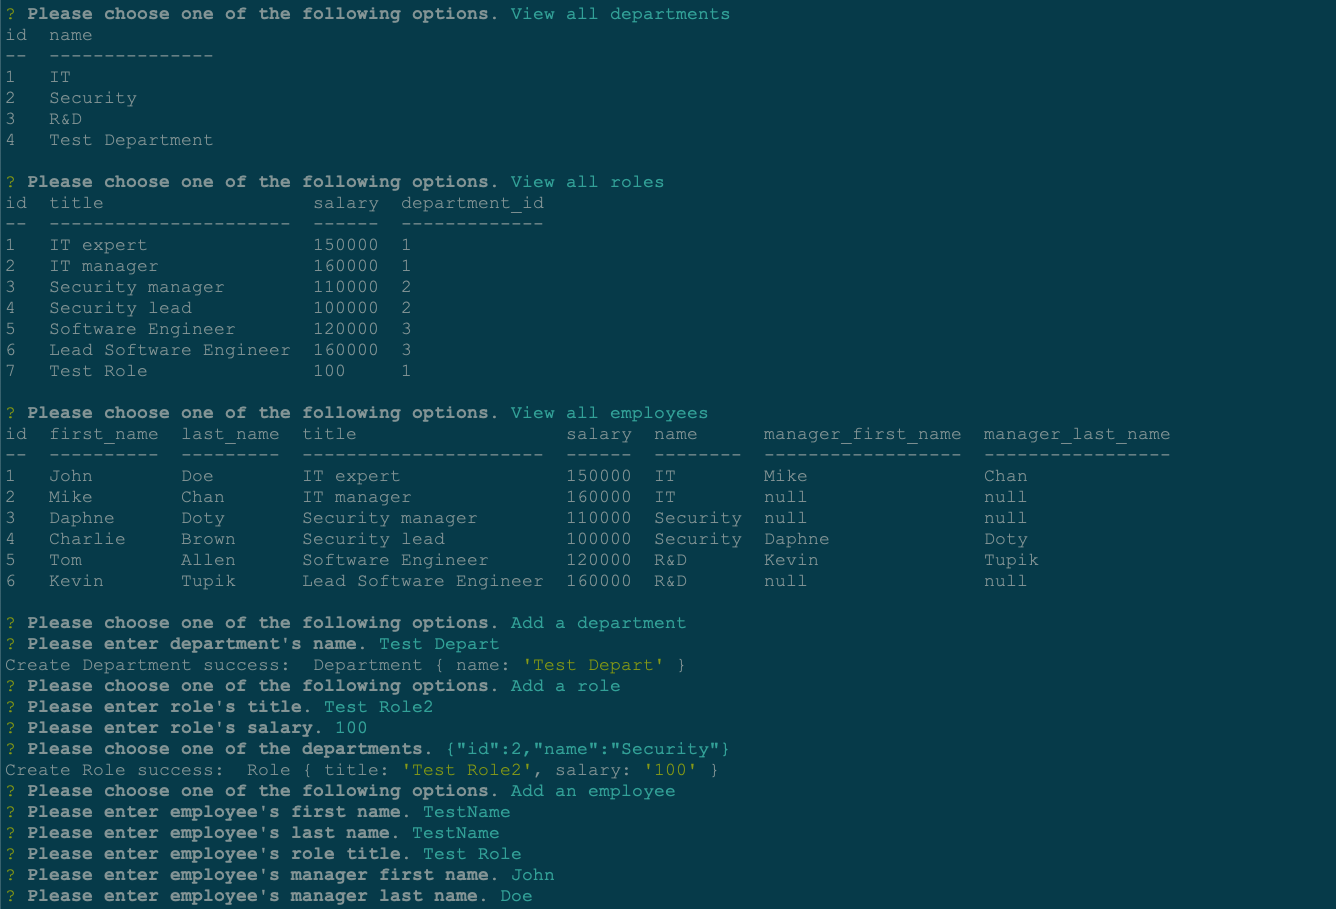 ? Please choose one of the following options. View all departments
id  name
--  ---------------
1   IT
2   Security
3   R&D
4   Test Department
? Please choose one of the following options. View all roles
id  title                   salary  department_id
--  ----------------------  ------  -------------
1   IT expert               150000  1
2   IT manager              160000  1
3   Security manager        110000  2
4   Security lead           100000  2
5   Software Engineer       120000  3
6   Lead Software Engineer  160000  3
7   Test Role               100     1
? Please choose one of the following options. View all employees
id  first_name  last_name  title                   salary  name      manager_first_name  manager_last_name
--  ----------  ---------  ----------------------  ------  --------  ------------------  -----------------
1   John        Doe        IT expert               150000  IT        Mike                Chan
2   Mike        Chan       IT manager              160000  IT        null                null
3   Daphne      Doty       Security manager        110000  Security  null                null
4   Charlie     Brown      Security lead           100000  Security  Daphne              Doty
5   Tom         Allen      Software Engineer       120000  R&D       Kevin               Tupik
6   Kevin       Tupik      Lead Software Engineer  160000  R&D       null                null
? Please choose one of the following options. Add a department
? Please enter department's name. Test Depart
Create Department success:  Department { name: 'Test Depart' }
? Please choose one of the following options. Add a role
? Please enter role's title. Test Role2
? Please enter role's salary. 100
? Please choose one of the departments. {"id":2,"name":"Security"}
Create Role success:  Role { title: 'Test Role2', salary: '100' }
? Please choose one of the following options. Add an employee
? Please enter employee's first name. TestName
? Please enter employee's last name. TestName
? Please enter employee's role title. Test Role
? Please enter employee's manager first name. John
? Please enter employee's manager last name. Doe